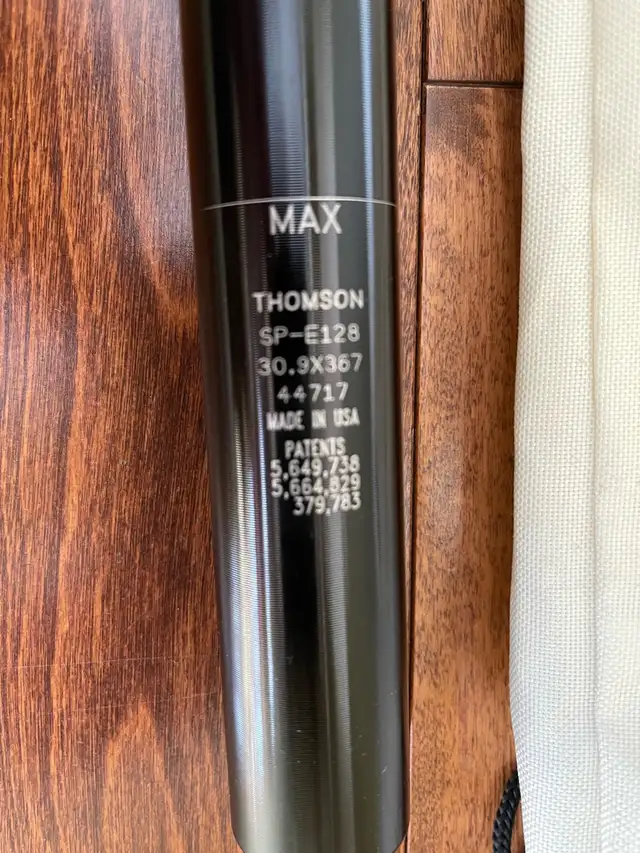 MAX
THOMSON
SP-E128
30.9X367
44717
MADE IN USA
PATENTS
5,649,738
5,664,829
379,783